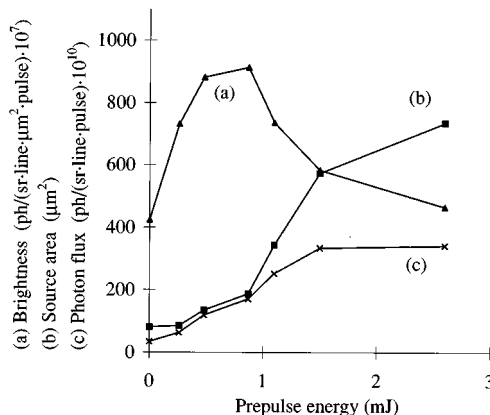 (a) Brightness (ph/(sr·line·μm²·pulse)·10⁷)
(b) Source area (μm²)
(c) Photon flux (ph/(sr·line·pulse)·10¹⁰)
1000
800
600
400
200
0
(a)
(b)
(c)
0 1 2 3
Prepulse energy (mJ)